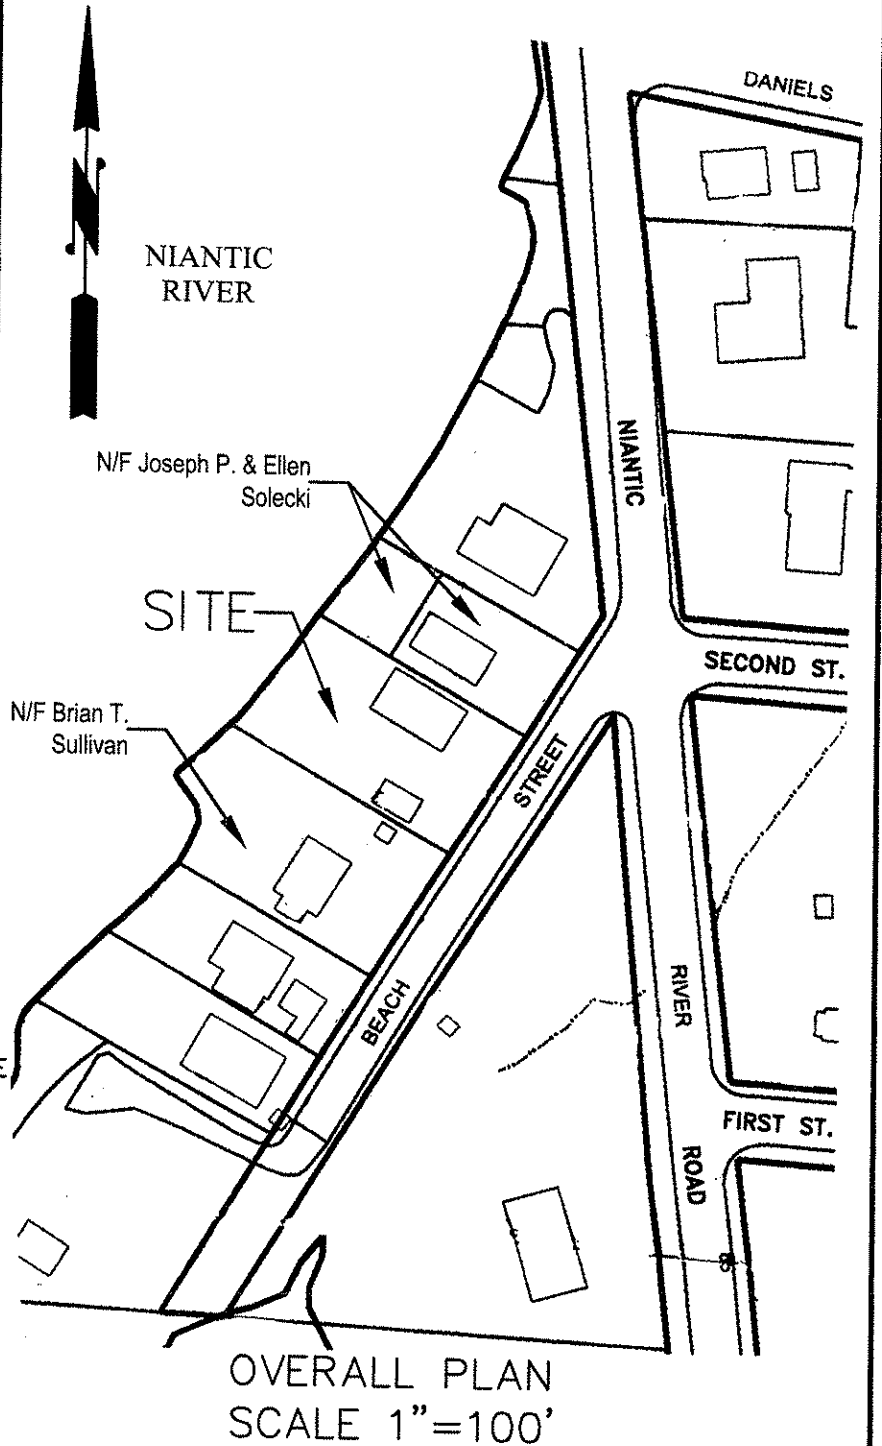 DANIELS
NIANTIC
RIVER
NIANTIC
N/F Joseph P. & Ellen
Solecki
SITE
SECOND ST.
N/F Brian T.
Sullivan
STREET
BEACH
RIVER
FIRST ST.
ROAD
OVERALL PLAN
SCALE 1"=100'